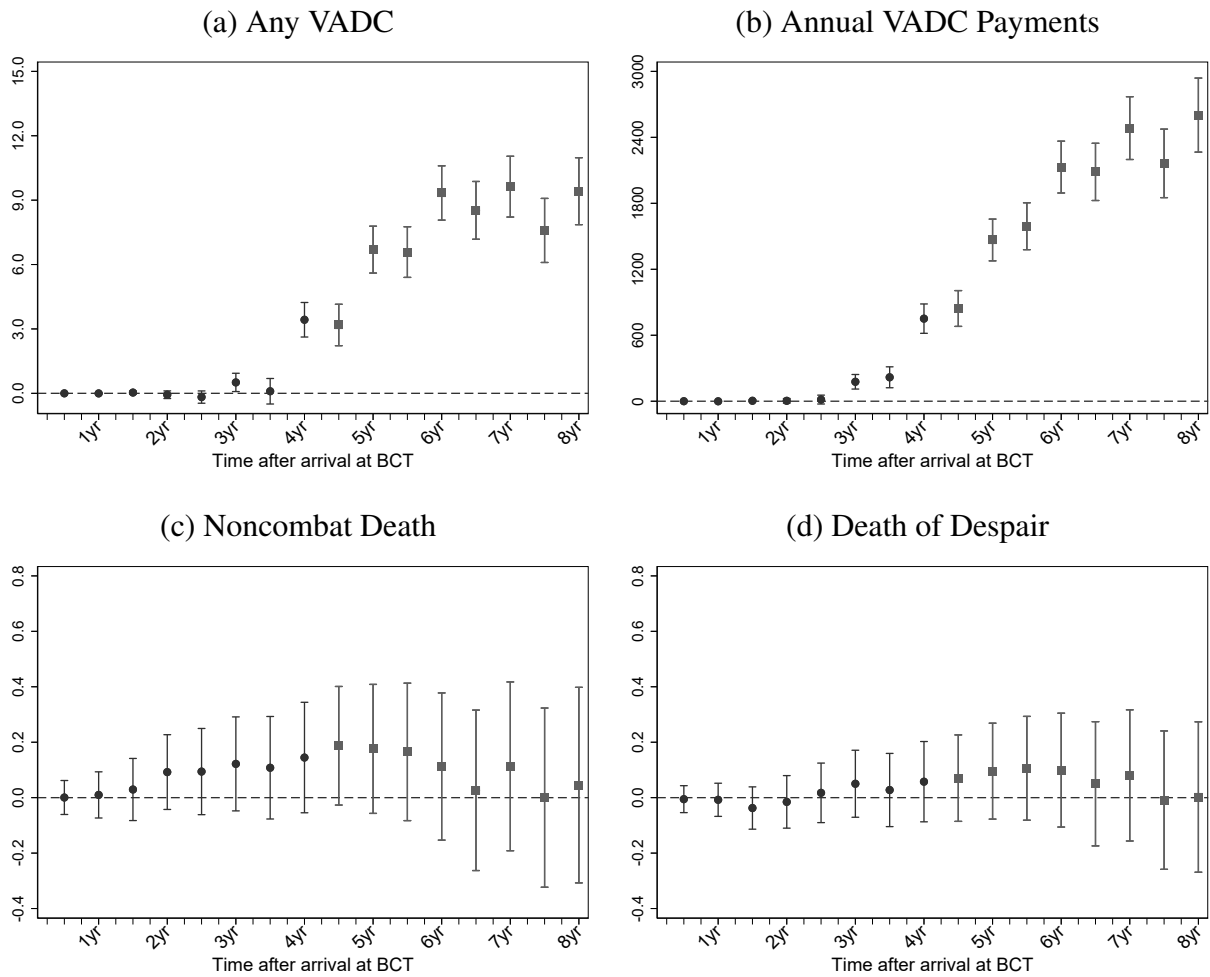 (a) Any VADC
15.0
12.0
9.0
6.0
3.0
0.0
1yr 2yr 3yr 4yr 5yr 6yr 7yr 8yr
Time after arrival at BCT
(b) Annual VADC Payments
3000
2400
1800
1200
600
0
1yr 2yr 3yr 4yr 5yr 6yr 7yr 8yr
Time after arrival at BCT
(c) Noncombat Death
0.8
0.6
0.4
0.2
0.0
-0.2
-0.4
1yr 2yr 3yr 4yr 5yr 6yr 7yr 8yr
Time after arrival at BCT
(d) Death of Despair
0.8
0.6
0.4
0.2
0.0
-0.2
-0.4
1yr 2yr 3yr 4yr 5yr 6yr 7yr 8yr
Time after arrival at BCT